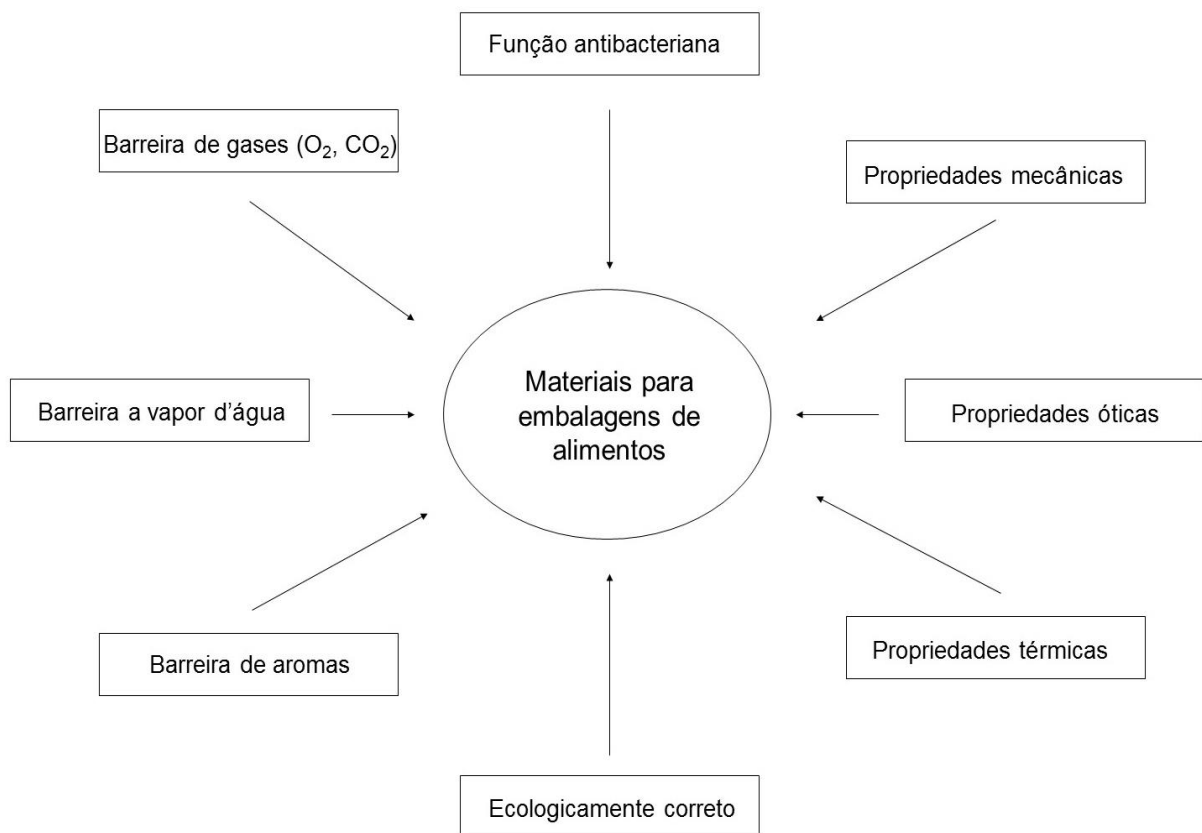 Função antibacteriana
Barreira de gases (O₂, CO₂)
Propriedades mecânicas
Materiais para
embalagens de
alimentos
Barreira a vapor d’água
Propriedades óticas
Barreira de aromas
Propriedades térmicas
Ecologicamente correto